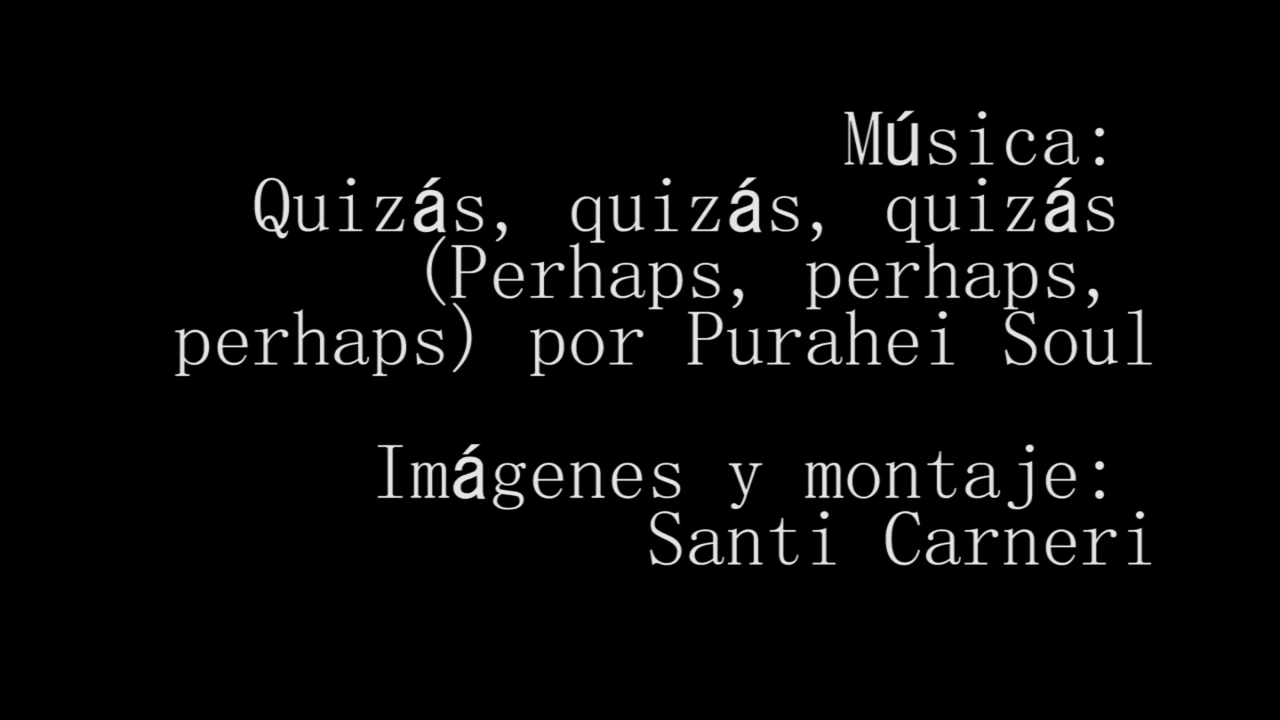 Música:
Quizás, quizás, quizás
(Perhaps, perhaps,
perhaps) por Purahei Soul
Imágenes y montaje:
Santi Carneri